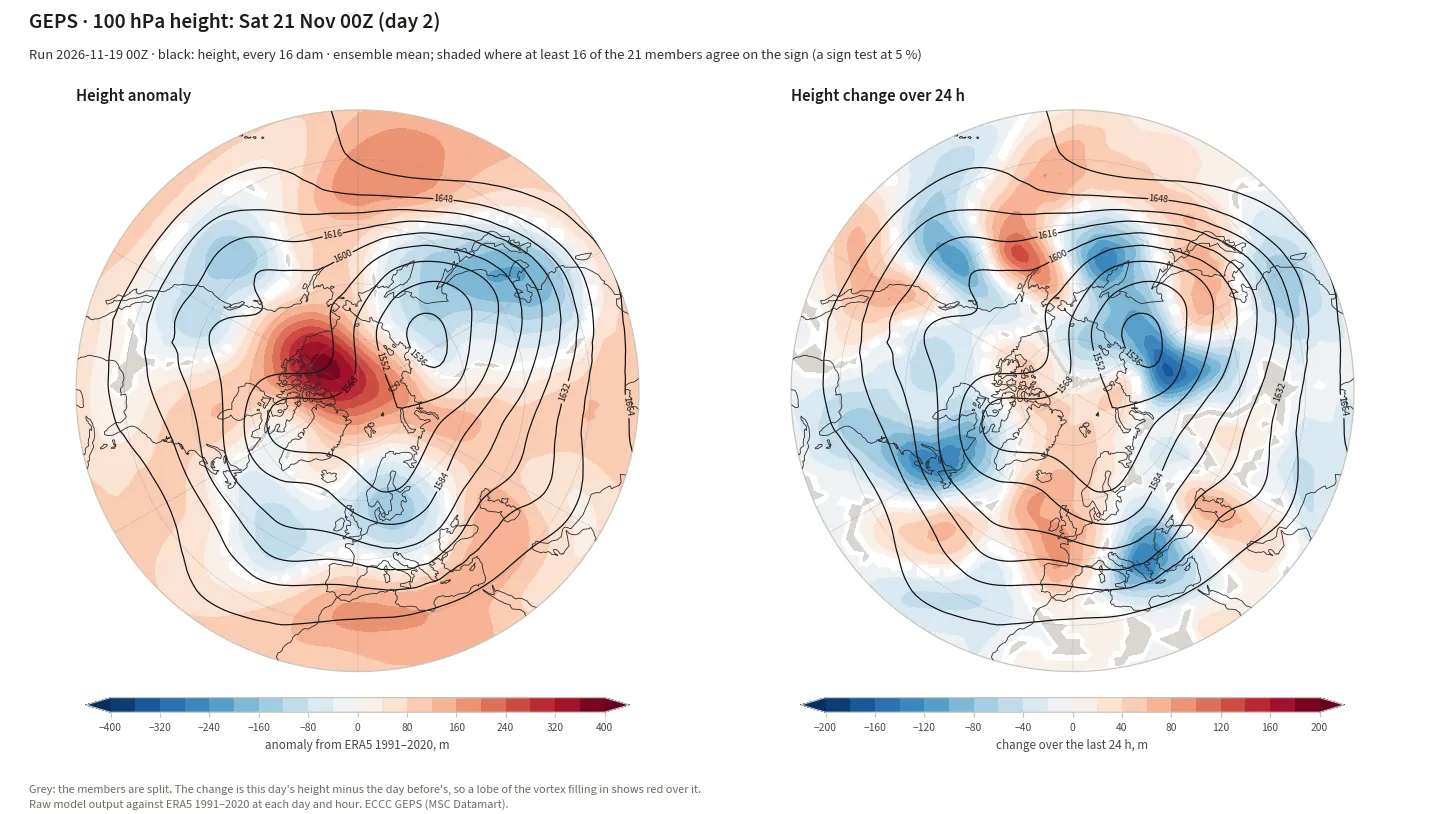 GEPS · 100 hPa height: Sat 21 Nov 00Z (day 2)
Run 2026-11-19 00Z · black: height, every 16 dam · ensemble mean; shaded where at least 16 of the 21 members agree on the sign (a sign test at 5 %)
Height anomaly
Height change over 24 h
1648
1616
1600
1552
1536
1568
1632
1664
1584
1648
1616
1600
1552
1536
1568
1632
1664
1584
−400 −320 −240 −160 −80 0 80 160 240 320 400
anomaly from ERA5 1991–2020, m
−200 −160 −120 −80 −40 0 40 80 120 160 200
change over the last 24 h, m
Grey: the members are split. The change is this day's height minus the day before's, so a lobe of the vortex filling in shows red over it.
Raw model output against ERA5 1991–2020 at each day and hour. ECCC GEPS (MSC Datamart).